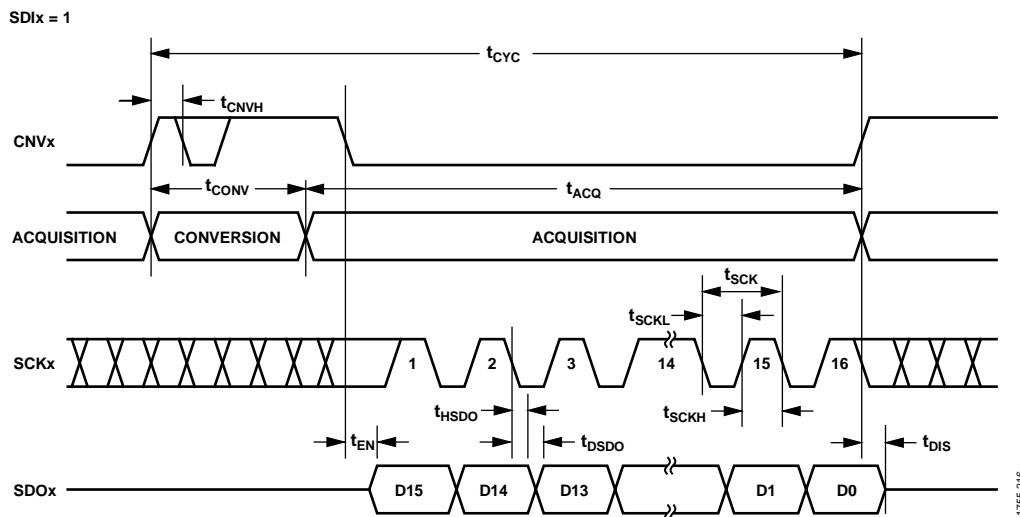 SDIx = 1
tCYC
tCNVH
CNVx
tCONV
tACQ
ACQUISITION CONVERSION ACQUISITION
tSCK
tSCKL
SCKx 1 2 3 14 15 16
tHSDO
tDSDO
tSCKH
tEN
tDIS
SDOx D15 D14 D13 D1 D0